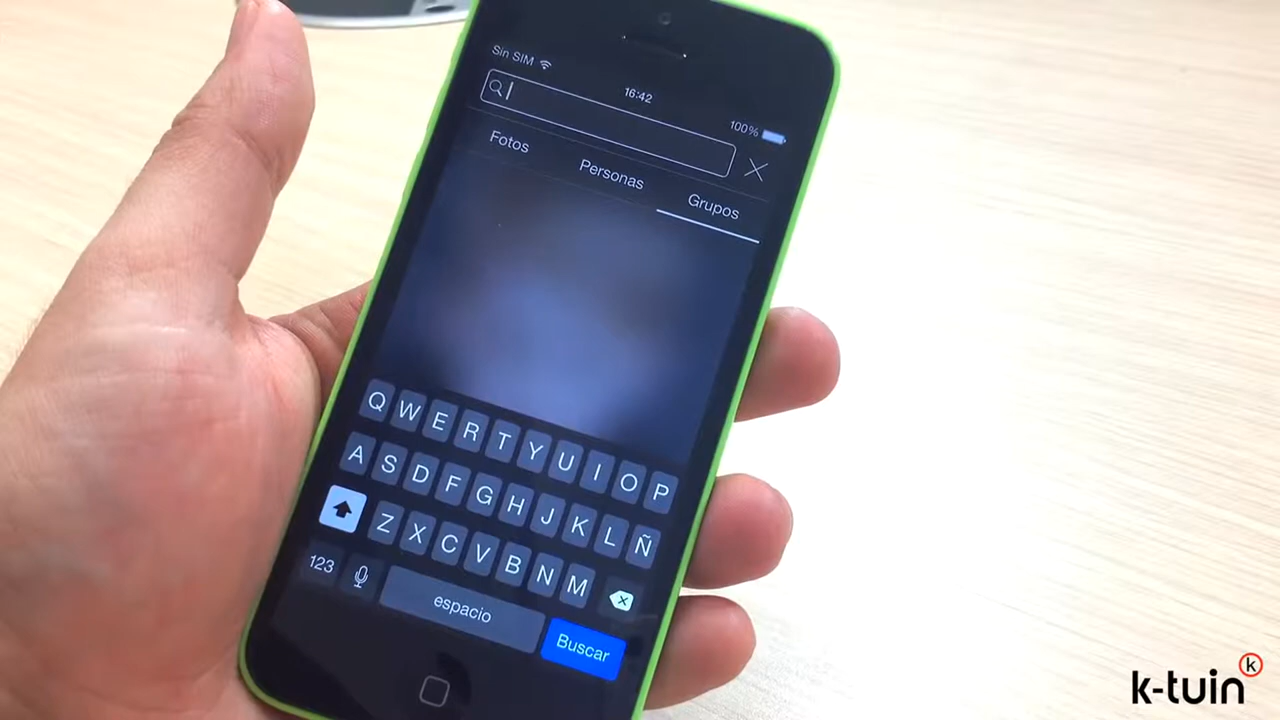 Sin SIM
16:42
100%
Fotos
Personas
Grupos
Q W E R T Y U I O P
A S D F G H J K L Ñ
Z X C V B N M
123
espacio
Buscar
k-tuin k